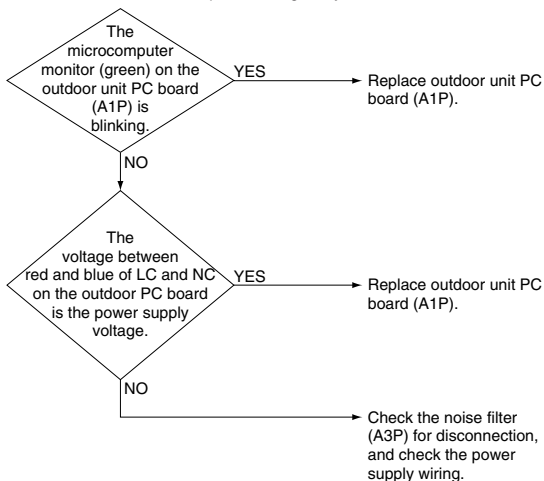 The
microcomputer
monitor (green) on the
outdoor unit PC board
(A1P) is
blinking.
YES
Replace outdoor unit PC
board (A1P).
NO
The
voltage between
red and blue of LC and NC
on the outdoor PC board
is the power supply
voltage.
YES
Replace outdoor unit PC
board (A1P).
NO
Check the noise filter
(A3P) for disconnection,
and check the power
supply wiring.